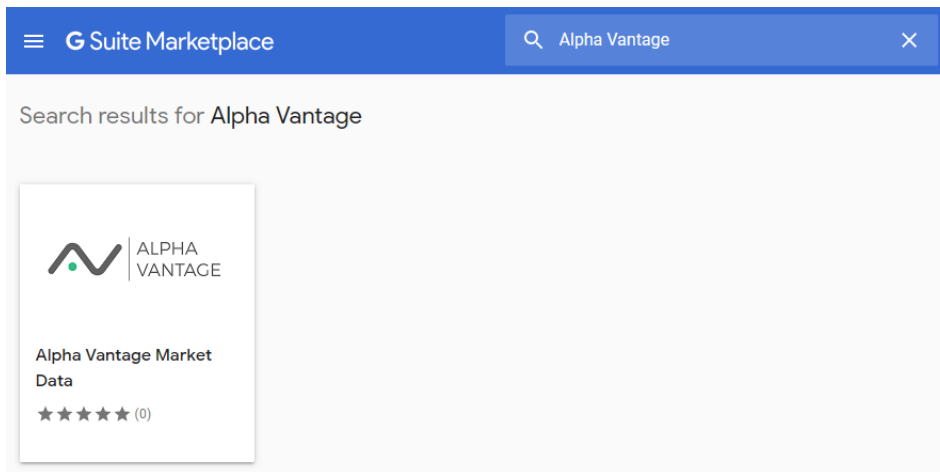 G Suite Marketplace
Alpha Vantage
Search results for Alpha Vantage
ALPHA
VANTAGE
Alpha Vantage Market
Data
(0)